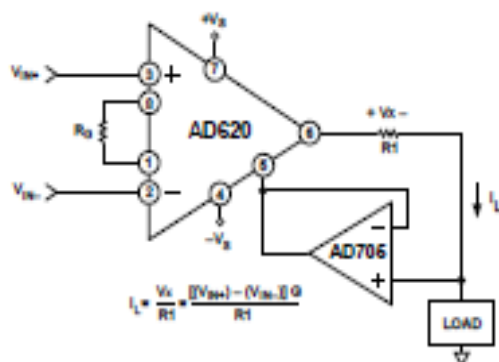 +VS
VIN+
3
+
7
8
RG
AD620
6
+ Vx –
R1
1
5
2
–
VIN–
4
–VS
IL
–
AD705
+
IL = Vx / R1 = [(VIN+) – (VIN–)] G / R1
LOAD